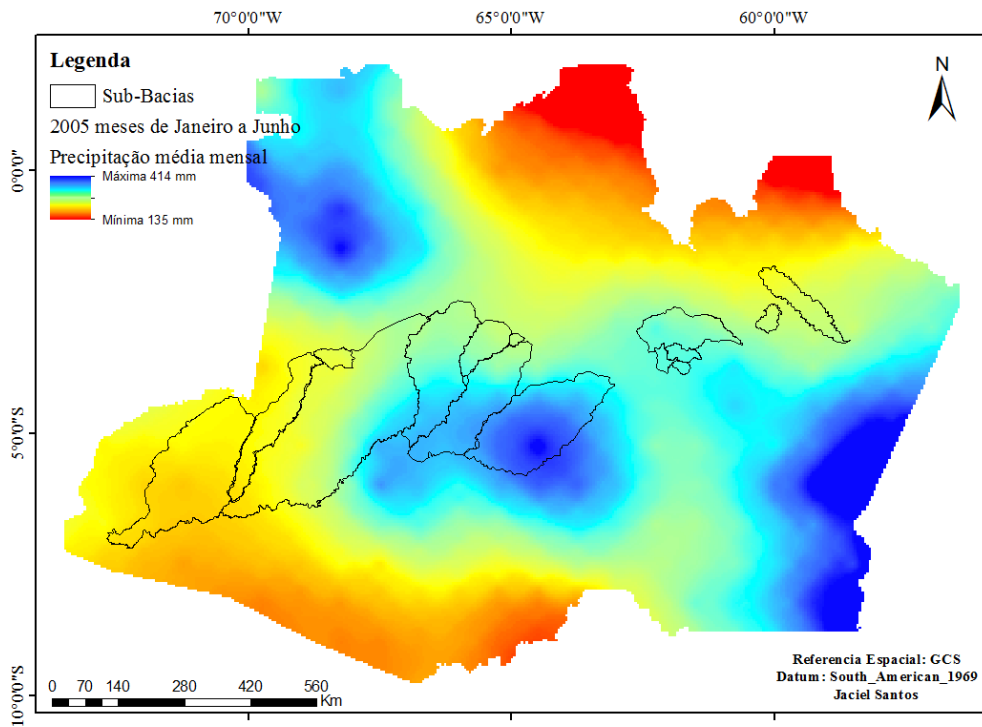 70°0'0"W 65°0'0"W 60°0'0"W
Legenda
Sub-Bacias
2005 meses de Janeiro a Junho
Precipitação média mensal
Máxima 414 mm
Mínima 135 mm
N
0°0'0"
5°0'0"S
10°0'0"S
0 70 140 280 420 560
Km
Referencia Espacial: GCS
Datum: South_American_1969
Jaciel Santos